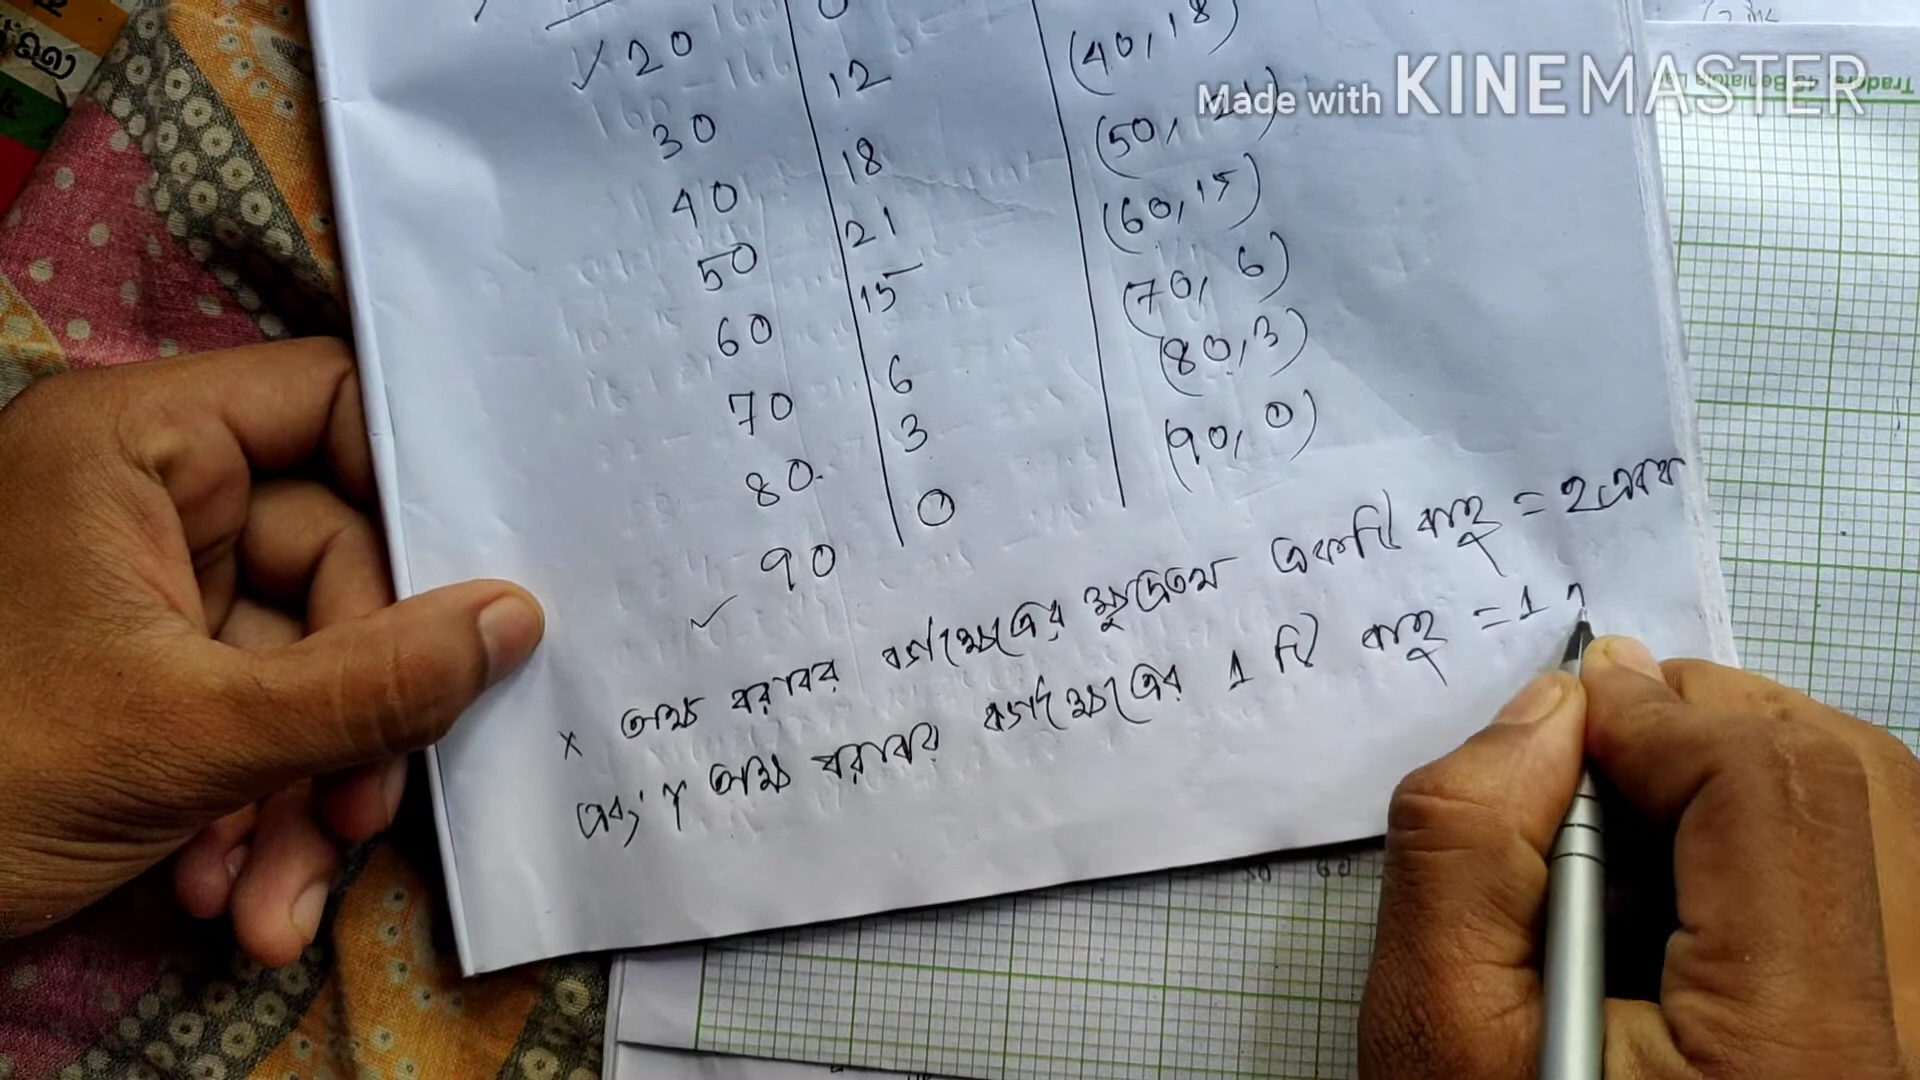 20 0 (40, 18)
30 12 (50, 21)
40 18 (60, 15)
50 21 (70, 6)
60 15 (80, 3)
70 6 (90, 0)
80 3
90 0
x অক্ষ বরাবর বর্গক্ষেত্রের ক্ষুদ্রতম একটি বাহু = 2 একক
এবং y অক্ষ বরাবর বর্গক্ষেত্রের 1 টি বাহু = 1
Made with KINEMASTER